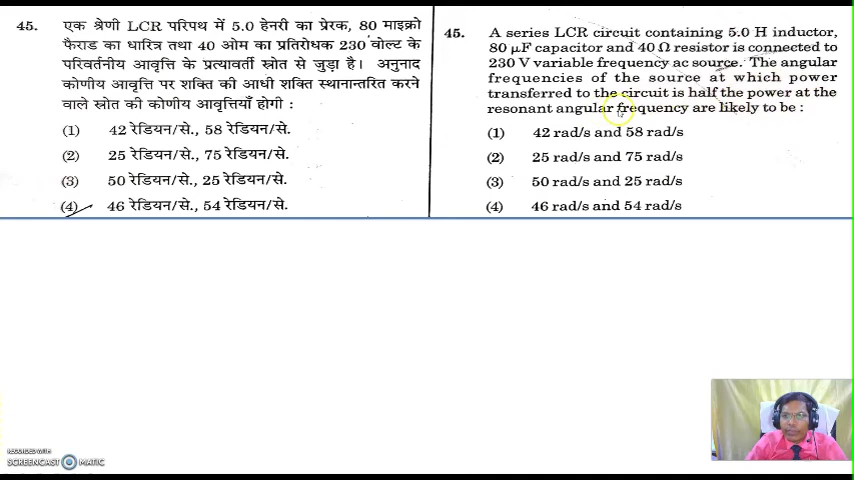 45. एक श्रेणी LCR परिपथ में 5.0 हेनरी का प्रेरक, 80 माइक्रो
फैराड का धारित्र तथा 40 ओम का प्रतिरोधक 230 वोल्ट के
परिवर्तनीय आवृत्ति के प्रत्यावर्ती स्रोत से जुड़ा है। अनुनाद
कोणीय आवृत्ति पर शक्ति की आधी शक्ति स्थानान्तरित करने
वाले स्रोत की कोणीय आवृत्तियाँ होगी :
(1) 42 रेडियन/से., 58 रेडियन/से.
(2) 25 रेडियन/से., 75 रेडियन/से.
(3) 50 रेडियन/से., 25 रेडियन/से.
(4) 46 रेडियन/से., 54 रेडियन/से.
45. A series LCR circuit containing 5.0 H inductor,
80 μF capacitor and 40 Ω resistor is connected to
230 V variable frequency ac source. The angular
frequencies of the source at which power
transferred to the circuit is half the power at the
resonant angular frequency are likely to be :
(1) 42 rad/s and 58 rad/s
(2) 25 rad/s and 75 rad/s
(3) 50 rad/s and 25 rad/s
(4) 46 rad/s and 54 rad/s
RECORDED WITH
SCREENCAST MATIC